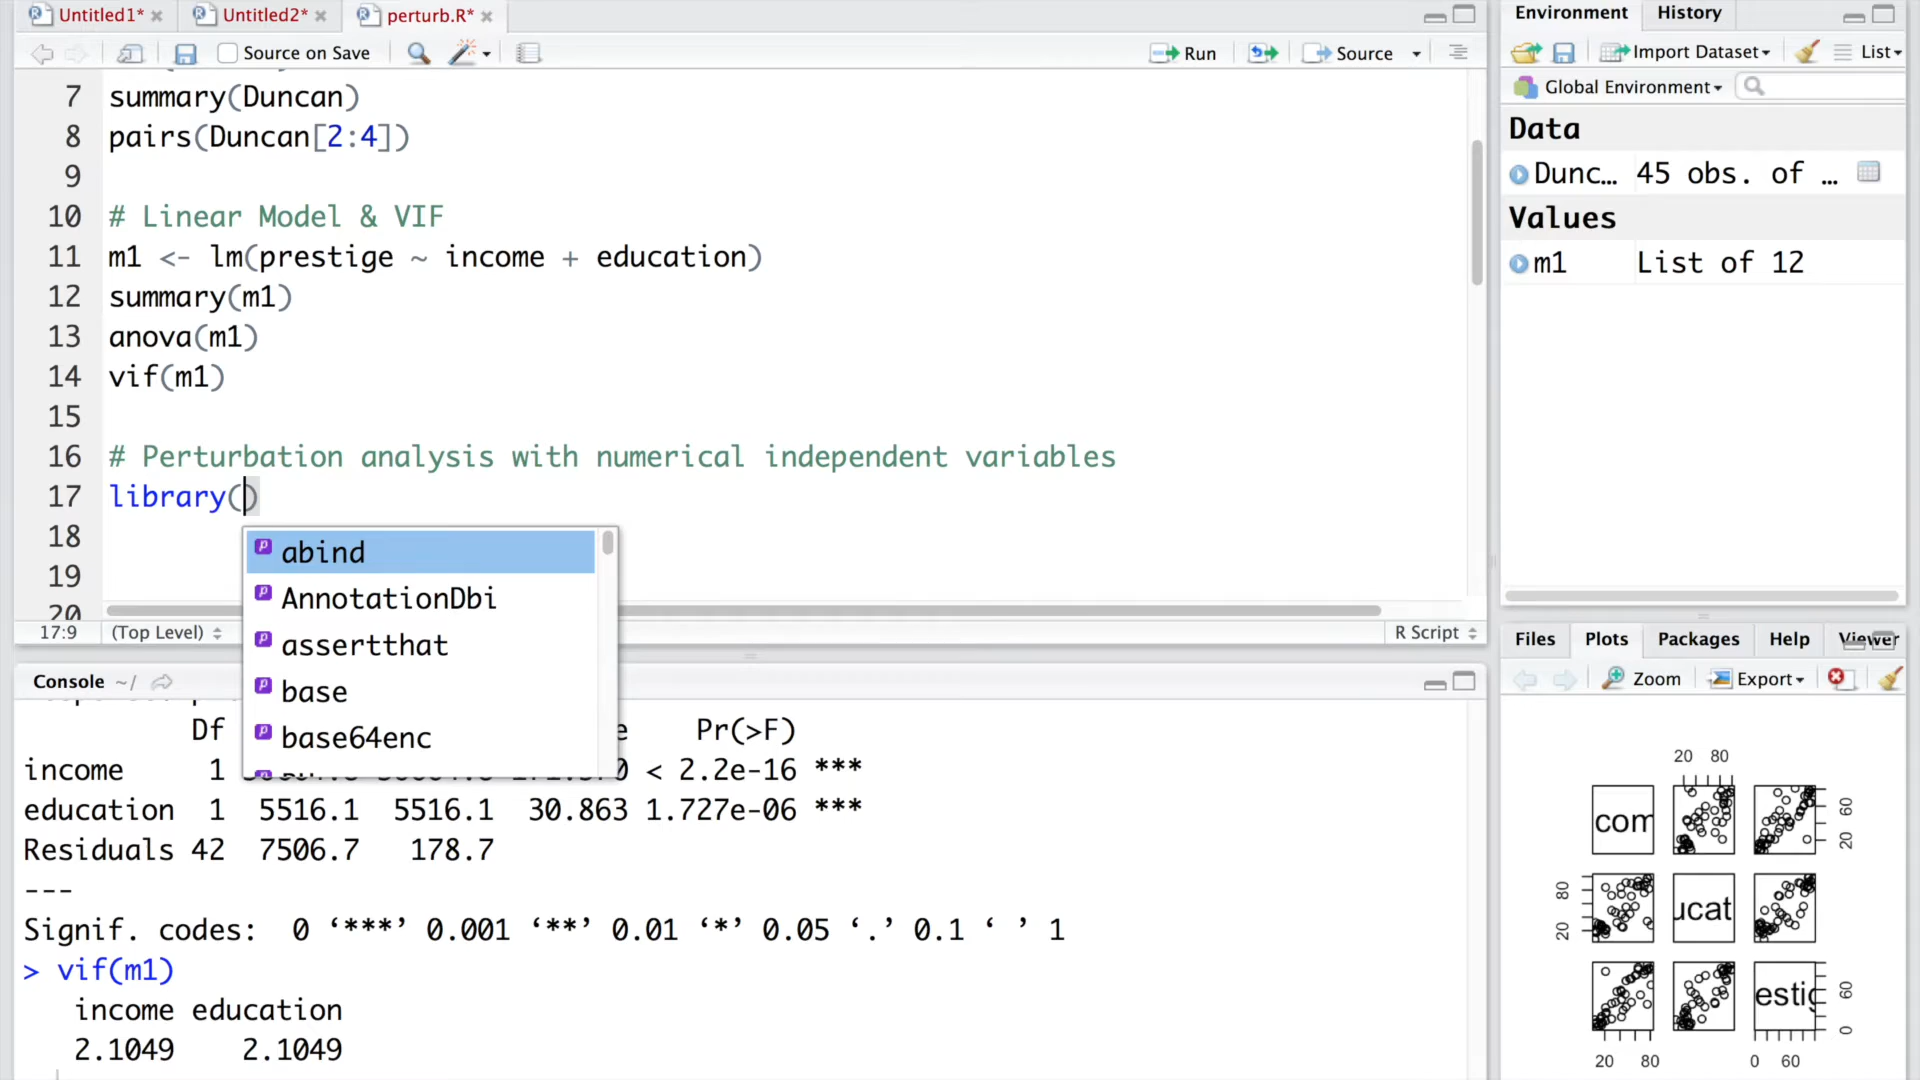 Untitled1* Untitled2* perturb.R*
Source on Save Run Source
7 summary(Duncan)
8 pairs(Duncan[2:4])
9
10 # Linear Model & VIF
11 m1 <- lm(prestige ~ income + education)
12 summary(m1)
13 anova(m1)
14 vif(m1)
15
16 # Perturbation analysis with numerical independent variables
17 library()
18
19
20
abind
AnnotationDbi
assertthat
base
base64enc
17:9 (Top Level) R Script
Console ~/
Df e Pr(>F)
income 1 0 < 2.2e-16 ***
education 1 5516.1 5516.1 30.863 1.727e-06 ***
Residuals 42 7506.7 178.7
---
Signif. codes: 0 ‘***’ 0.001 ‘**’ 0.01 ‘*’ 0.05 ‘.’ 0.1 ‘ ’ 1
> vif(m1)
income education
2.1049 2.1049
Environment History
Import Dataset List
Global Environment
Data
Dunc... 45 obs. of ...
Values
m1 List of 12
Files Plots Packages Help Viewer
Zoom Export
20 80
com
20 60
20 80
ucat
estig
0 60
20 80 0 60